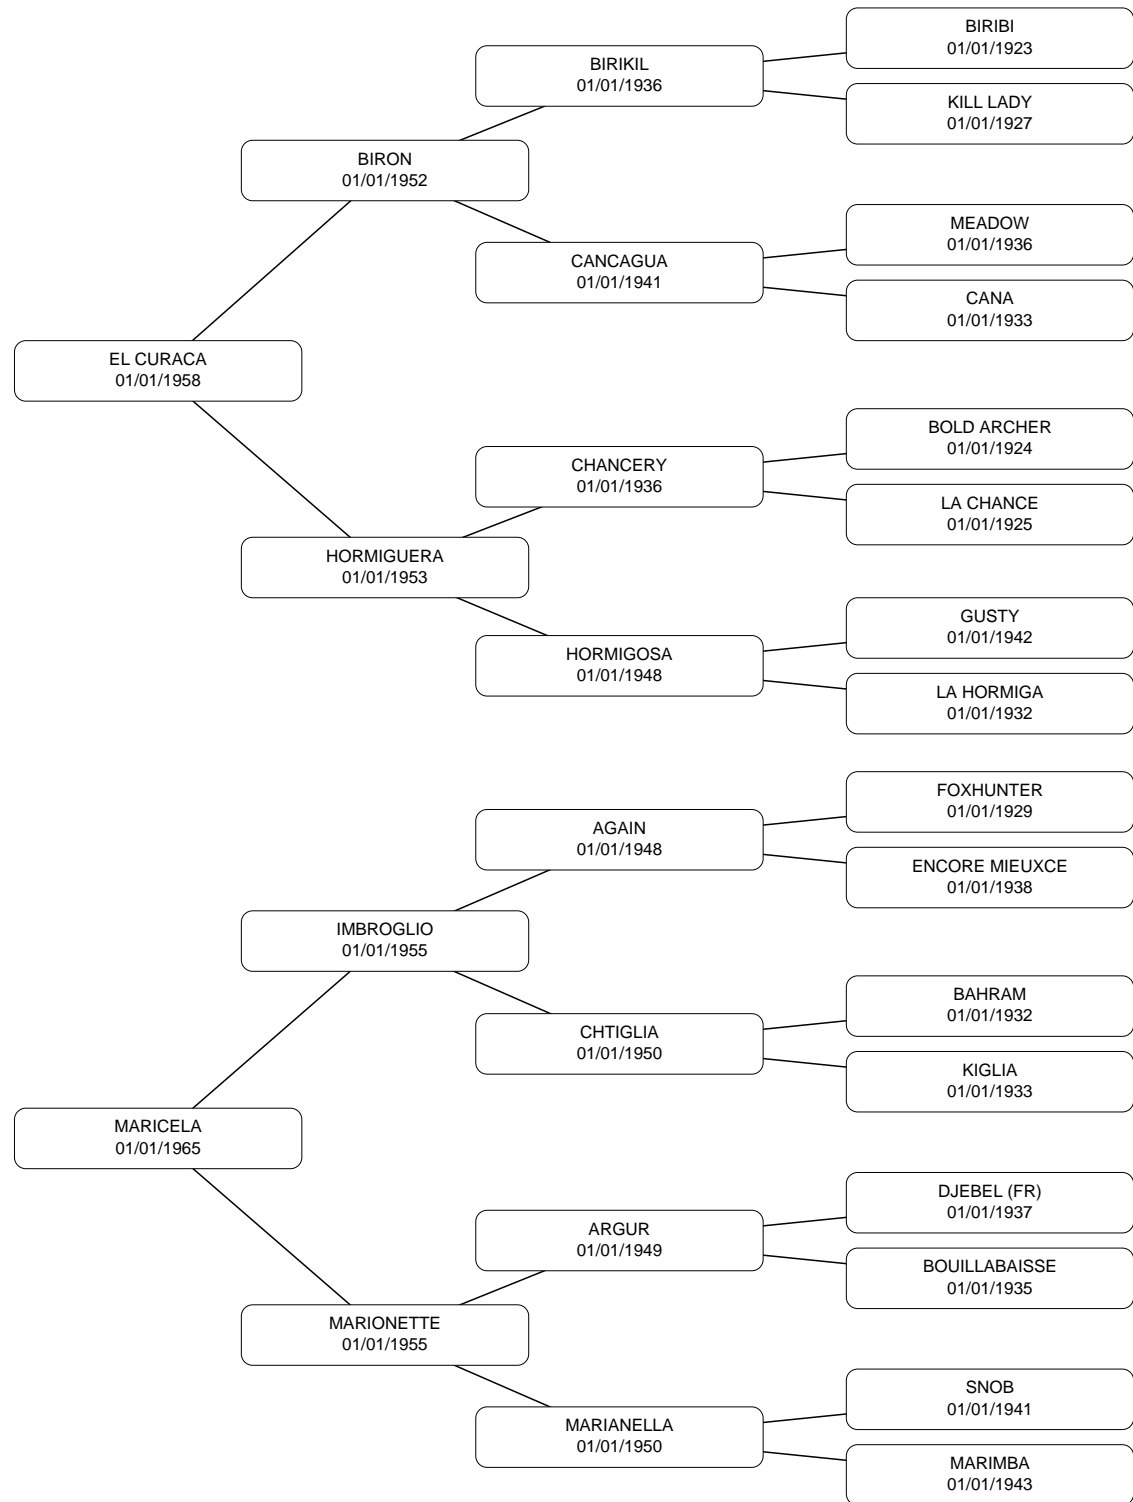 BIRIBI
01/01/1923
BIRIKIL
01/01/1936
KILL LADY
01/01/1927
BIRON
01/01/1952
MEADOW
01/01/1936
CANCAGUA
01/01/1941
CANA
01/01/1933
EL CURACA
01/01/1958
BOLD ARCHER
01/01/1924
CHANCERY
01/01/1936
LA CHANCE
01/01/1925
HORMIGUERA
01/01/1953
GUSTY
01/01/1942
HORMIGOSA
01/01/1948
LA HORMIGA
01/01/1932
FOXHUNTER
01/01/1929
AGAIN
01/01/1948
ENCORE MIEUXCE
01/01/1938
IMBROGLIO
01/01/1955
BAHRAM
01/01/1932
CHTIGLIA
01/01/1950
KIGLIA
01/01/1933
MARICELA
01/01/1965
DJEBEL (FR)
01/01/1937
ARGUR
01/01/1949
BOUILLABAISSE
01/01/1935
MARIONETTE
01/01/1955
SNOB
01/01/1941
MARIANELLA
01/01/1950
MARIMBA
01/01/1943